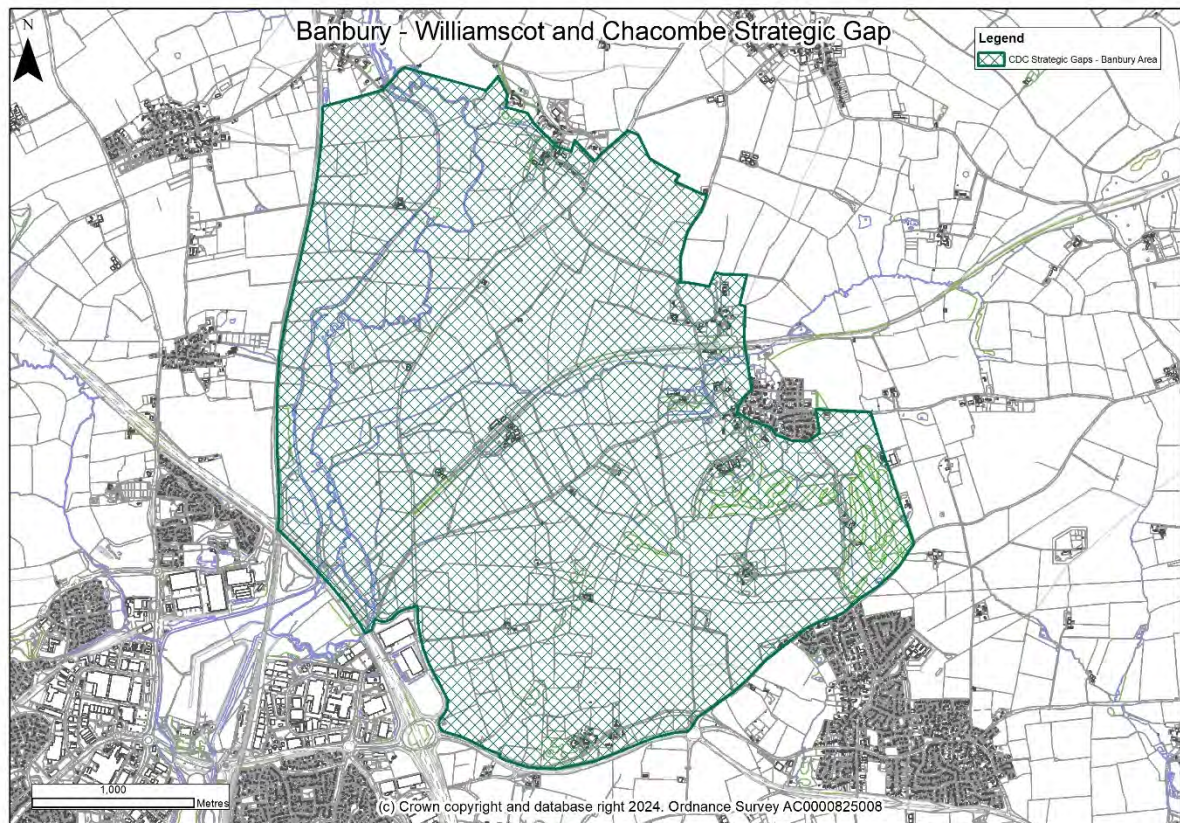 Banbury - Williamscot and Chacombe Strategic Gap
N
Legend
CDC Strategic Gaps - Banbury Area
1,000
Metres
(c) Crown copyright and database right 2024. Ordnance Survey AC0000825008